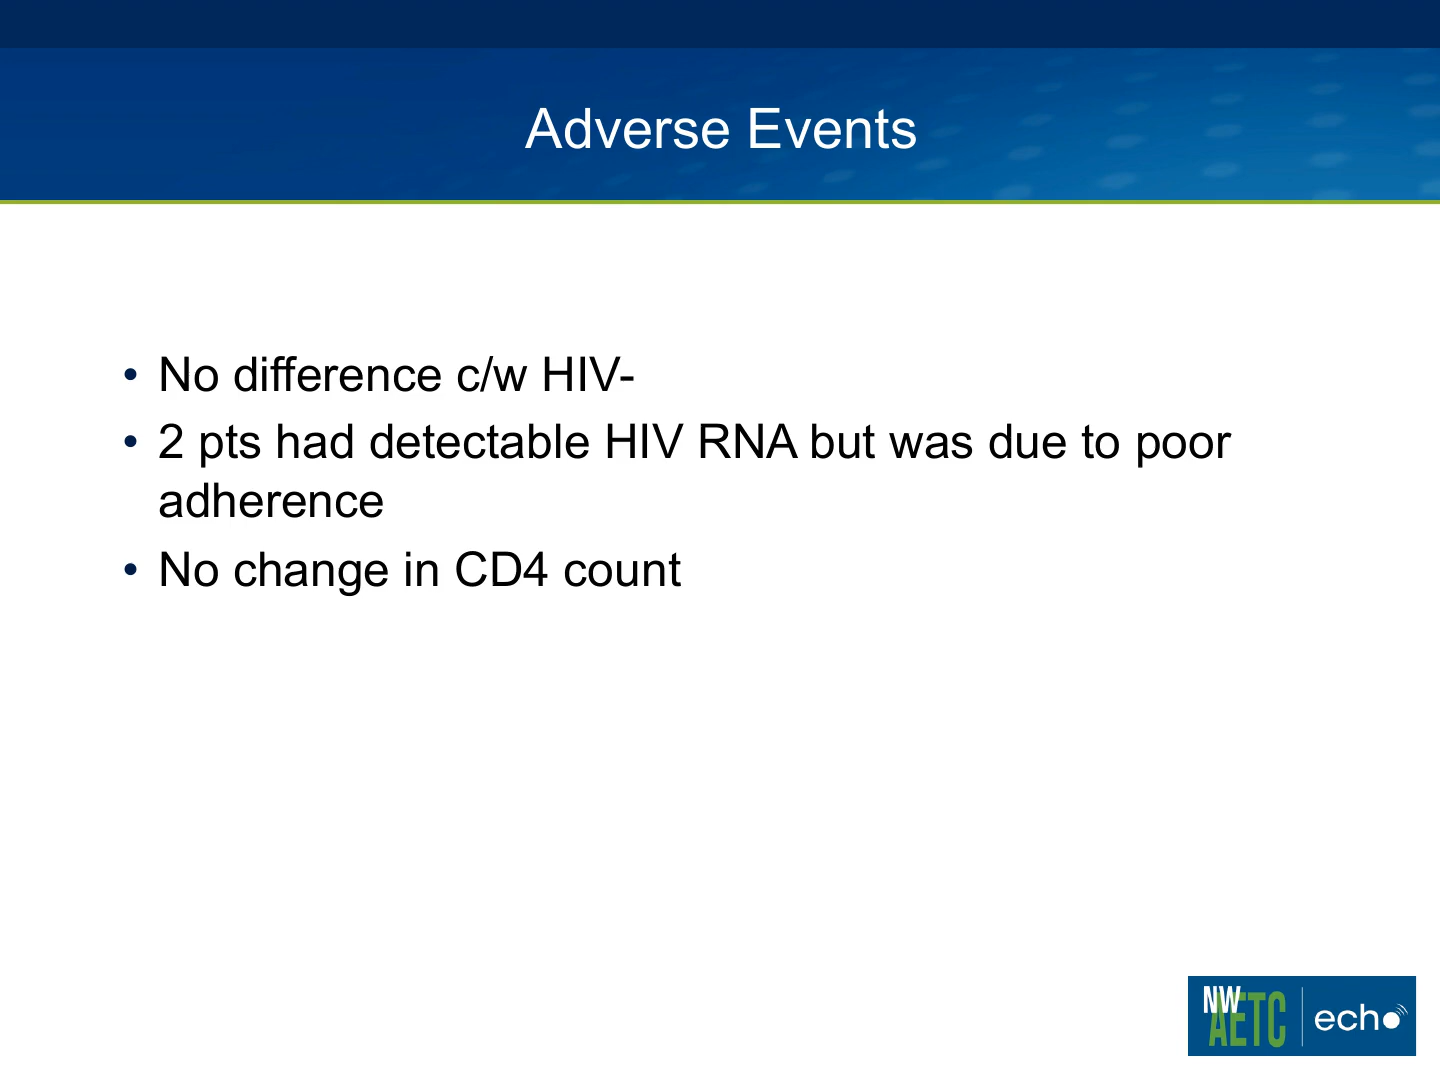 Adverse Events
• No difference c/w HIV-
• 2 pts had detectable HIV RNA but was due to poor
adherence
• No change in CD4 count
NW
AETC
echo